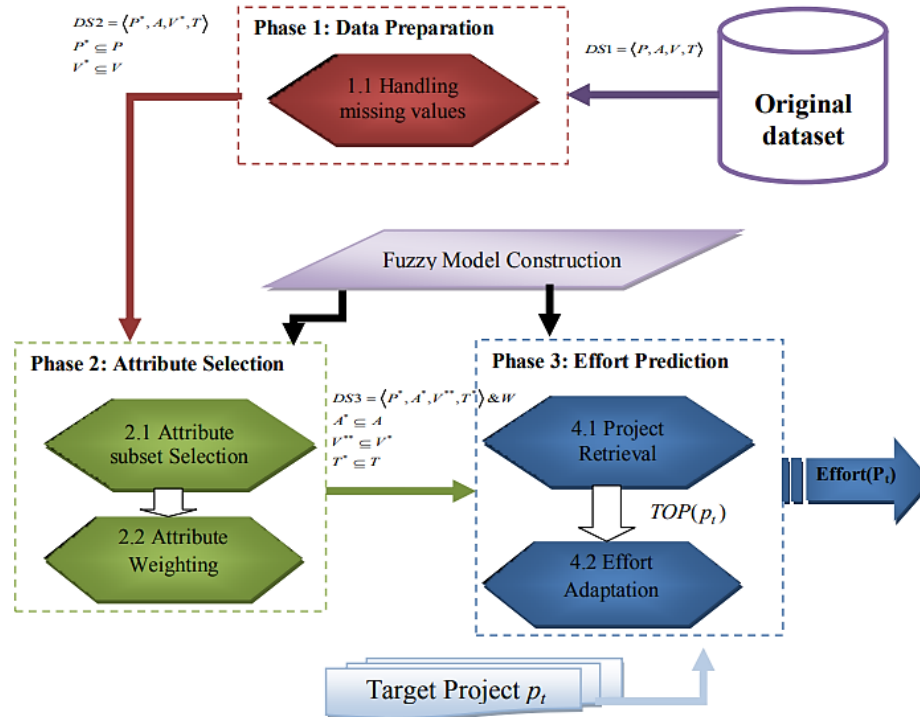 DS2 = ⟨P*, A, V*, T⟩
P* ⊆ P
V* ⊆ V
Phase 1: Data Preparation
1.1 Handling
missing values
DS1 = ⟨P, A, V, T⟩
Original
dataset
Fuzzy Model Construction
Phase 2: Attribute Selection
2.1 Attribute
subset Selection
2.2 Attribute
Weighting
DS3 = ⟨P*, A*, V**, T*⟩ & W
A* ⊆ A
V** ⊆ V*
T* ⊆ T
Phase 3: Effort Prediction
4.1 Project
Retrieval
TOP(pₜ)
4.2 Effort
Adaptation
Effort(Pₜ)
Target Project pₜ